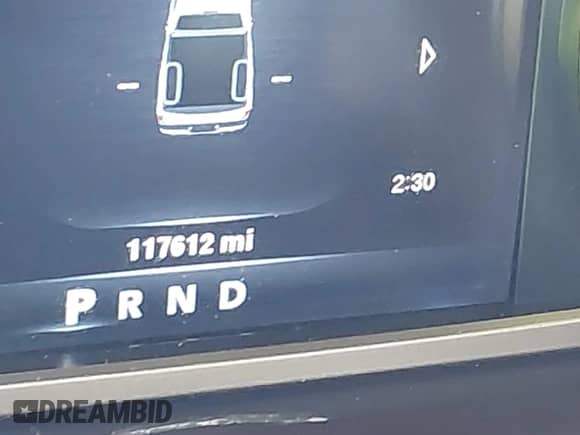 2:30
117612 mi
P R N D
DREAMBID